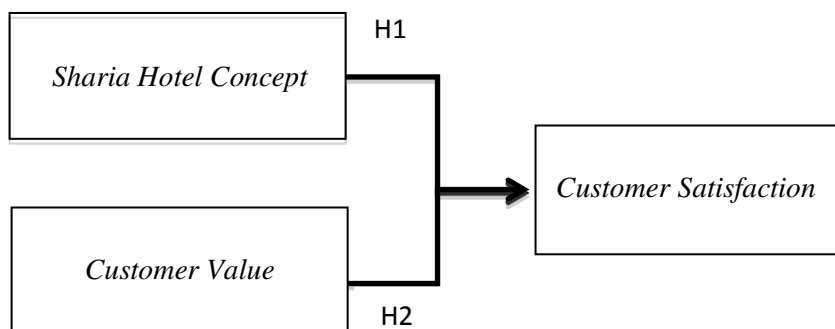 H1
Sharia Hotel Concept
Customer Satisfaction
Customer Value
H2